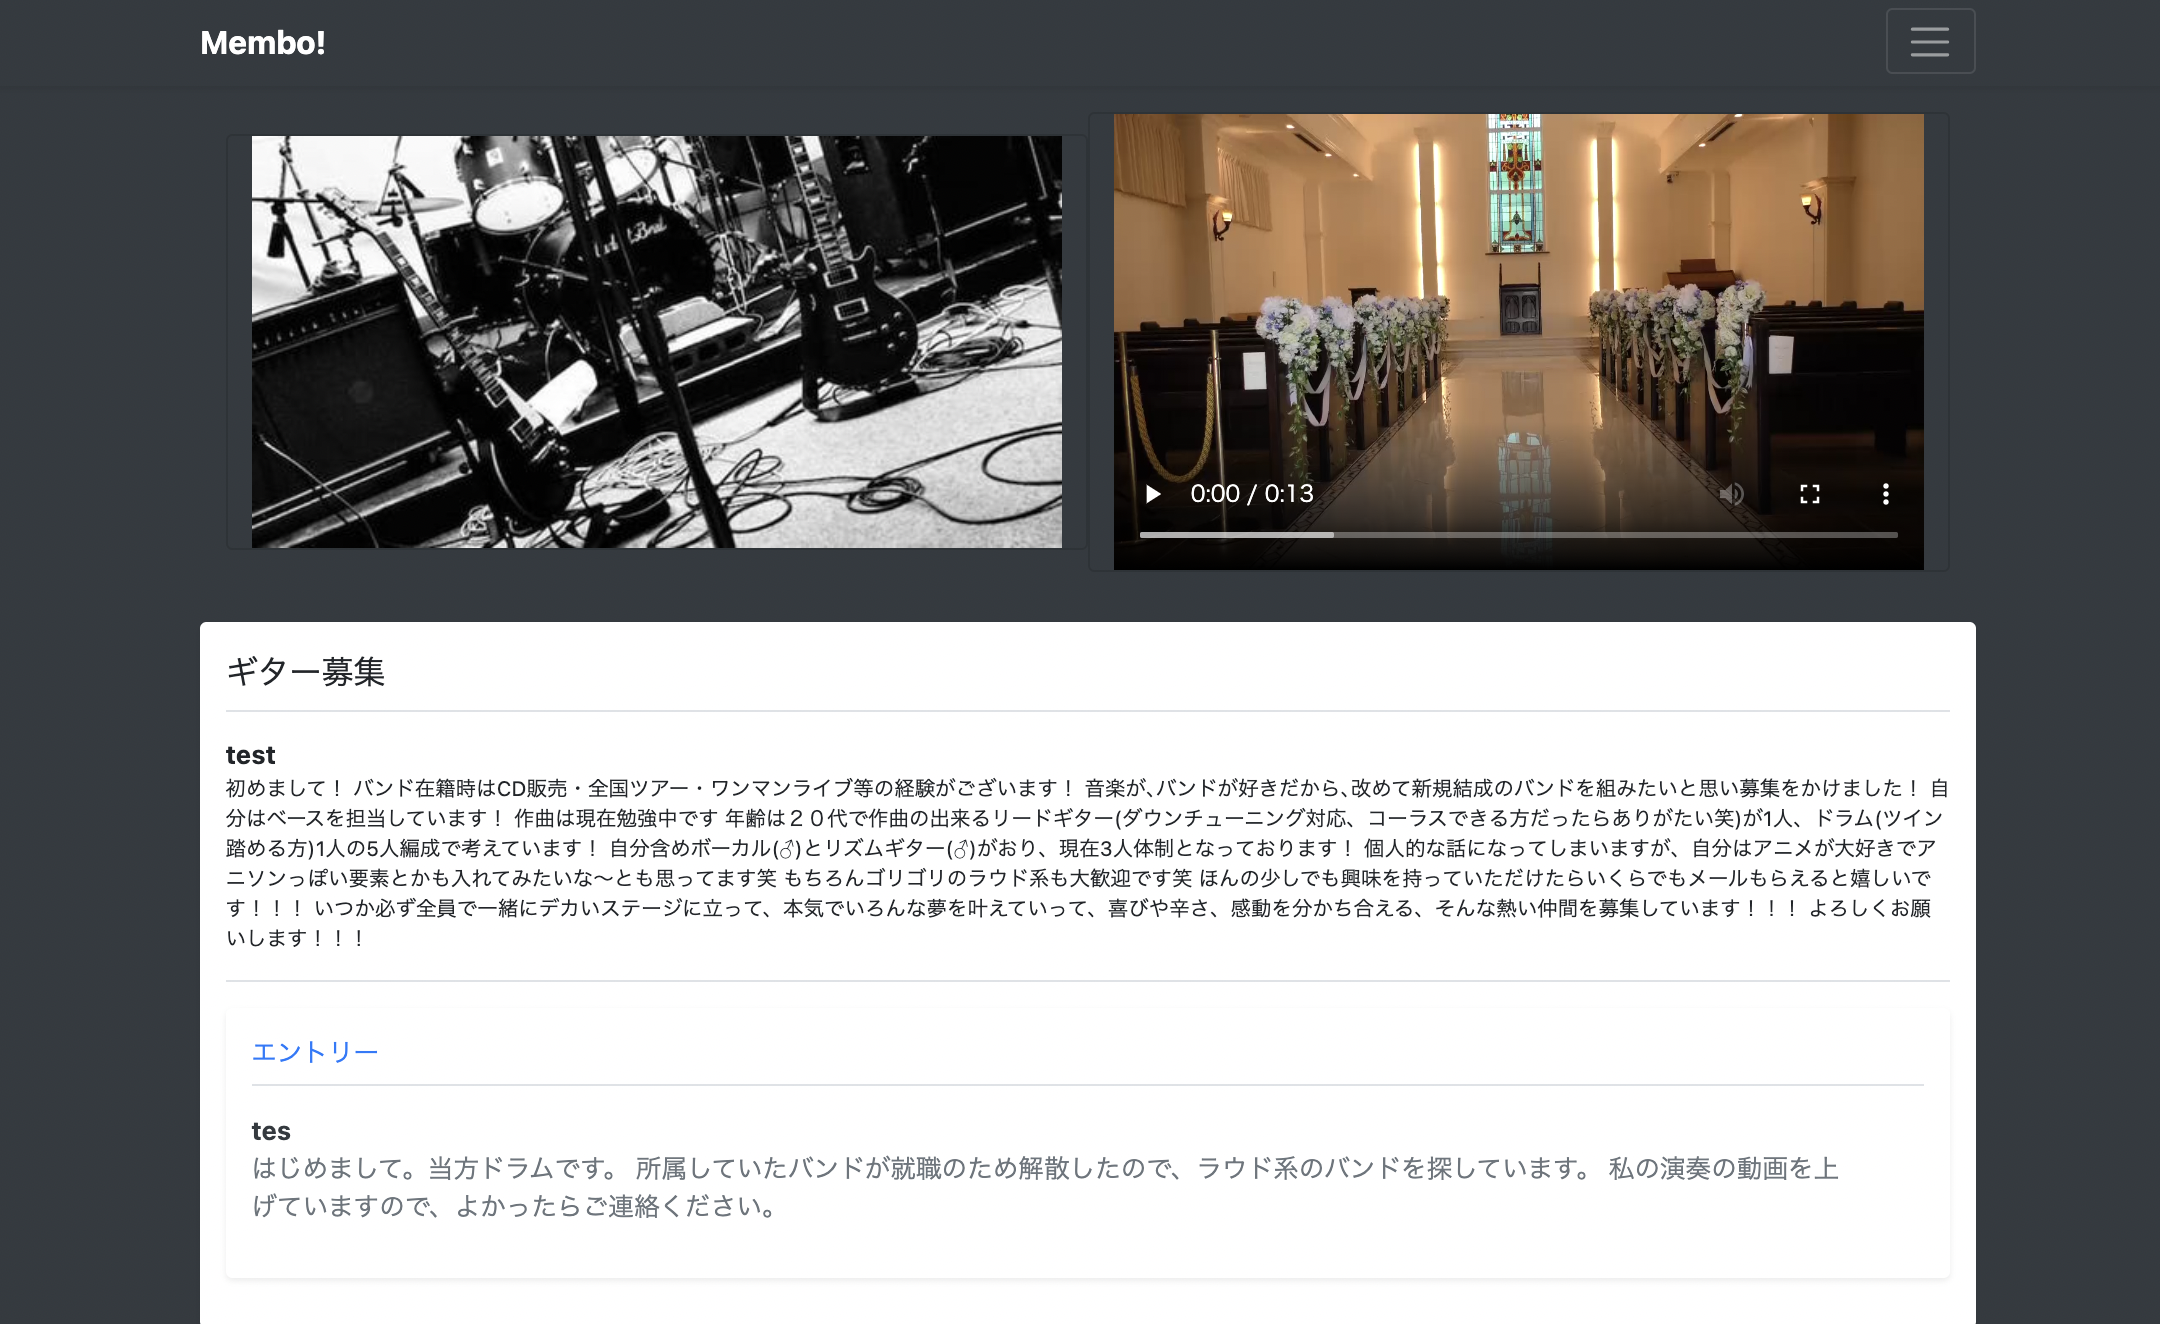 Membo!
0:00 / 0:13
ギター募集
test
初めまして！ バンド在籍時はCD販売・全国ツアー・ワンマンライブ等の経験がございます！ 音楽が､バンドが好きだから､改めて新規結成のバンドを組みたいと思い募集をかけました！ 自
分はベースを担当しています！ 作曲は現在勉強中です 年齢は２０代で作曲の出来るリードギター(ダウンチューニング対応、コーラスできる方だったらありがたい笑)が1人、ドラム(ツイン
踏める方)1人の5人編成で考えています！ 自分含めボーカル(♂)とリズムギター(♂)がおり、現在3人体制となっております！ 個人的な話になってしまいますが、自分はアニメが大好きでア
ニソンっぽい要素とかも入れてみたいな〜とも思ってます笑 もちろんゴリゴリのラウド系も大歓迎です笑 ほんの少しでも興味を持っていただけたらいくらでもメールもらえると嬉しいで
す！！！ いつか必ず全員で一緒にデカいステージに立って、本気でいろんな夢を叶えていって、喜びや辛さ、感動を分かち合える、そんな熱い仲間を募集しています！！！ よろしくお願
いします！！！
エントリー
tes
はじめまして。当方ドラムです。 所属していたバンドが就職のため解散したので、ラウド系のバンドを探しています。 私の演奏の動画を上
げていますので、よかったらご連絡ください。